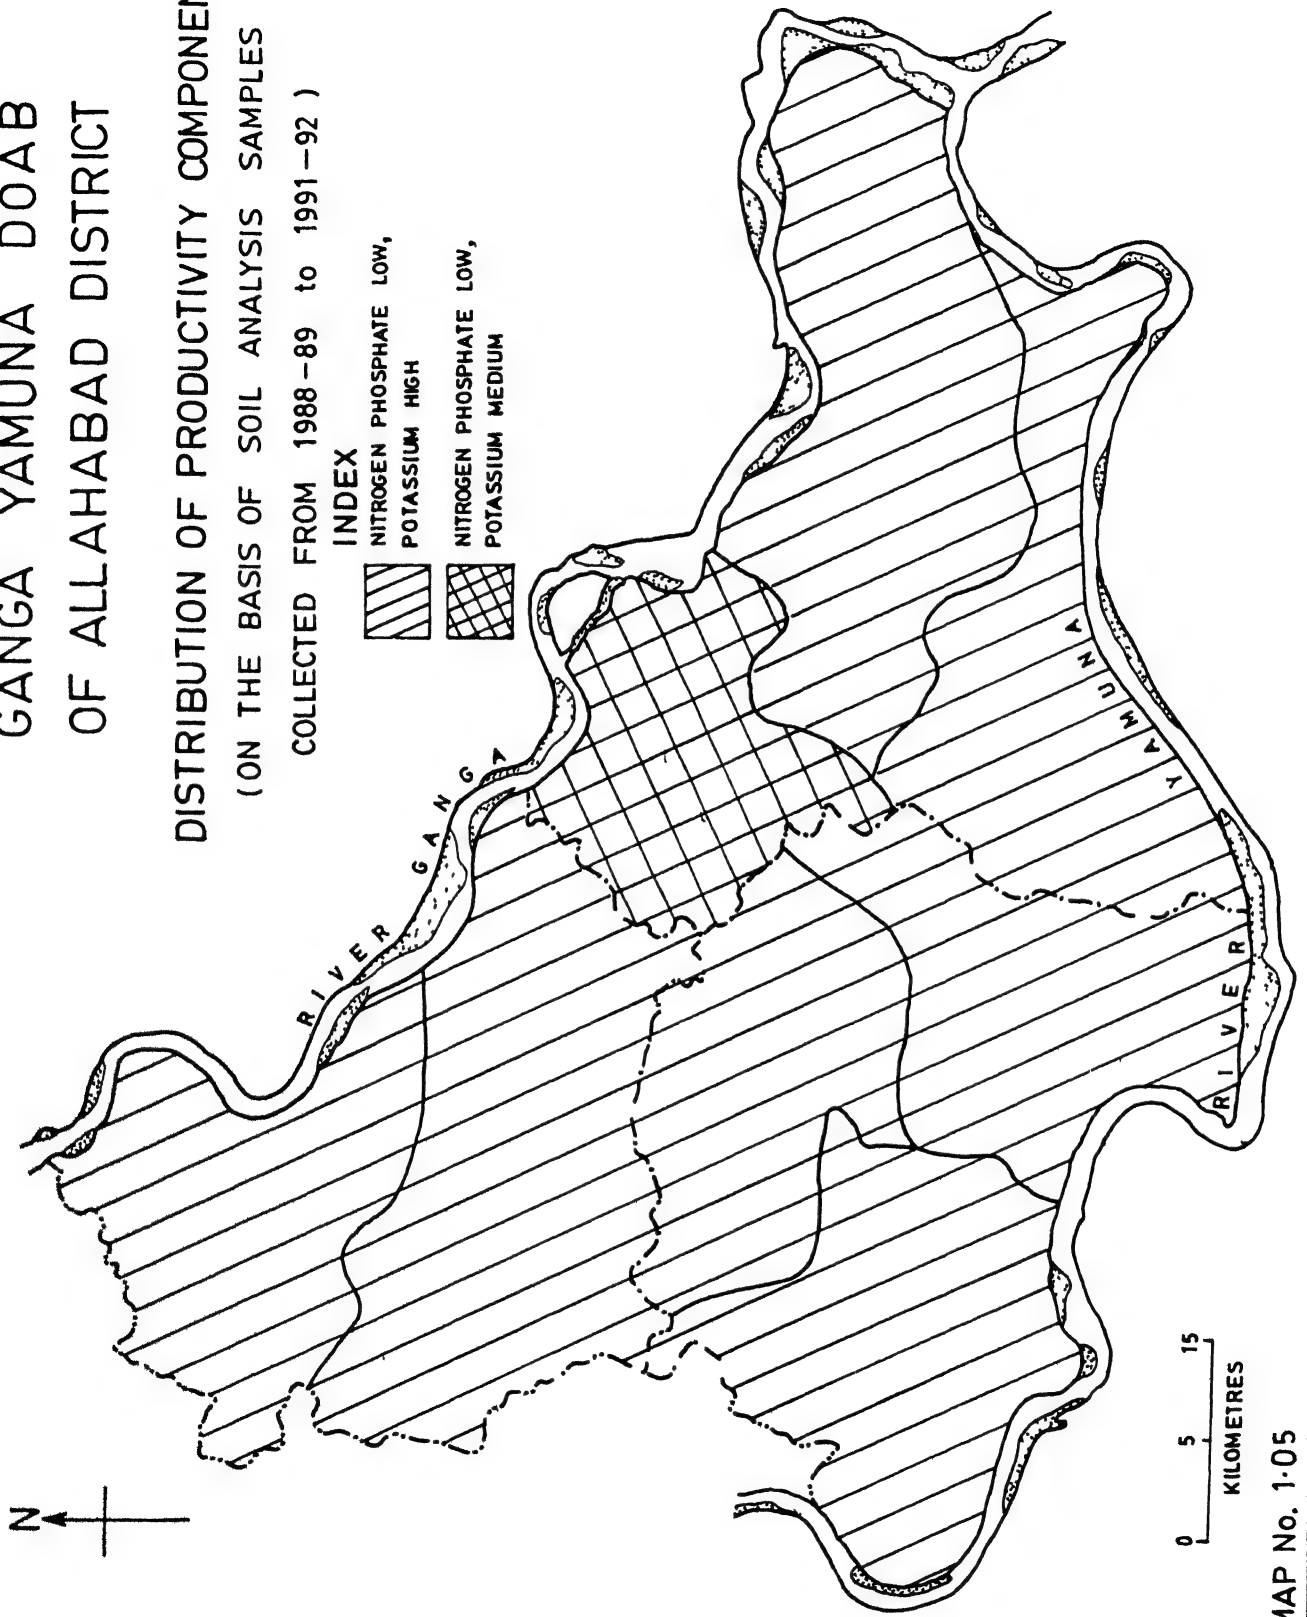 GANGA YAMUNA DOAB
OF ALLAHABAD DISTRICT
DISTRIBUTION OF PRODUCTIVITY COMPONEN
(ON THE BASIS OF SOIL ANALYSIS SAMPLES
COLLECTED FROM 1988-89 to 1991-92 )
INDEX
NITROGEN PHOSPHATE LOW,
POTASSIUM HIGH
NITROGEN PHOSPHATE LOW,
POTASSIUM MEDIUM
N
RIVER GANGA
RIVER YAMUNA
0 5 15
KILOMETRES
MAP No. 1·05